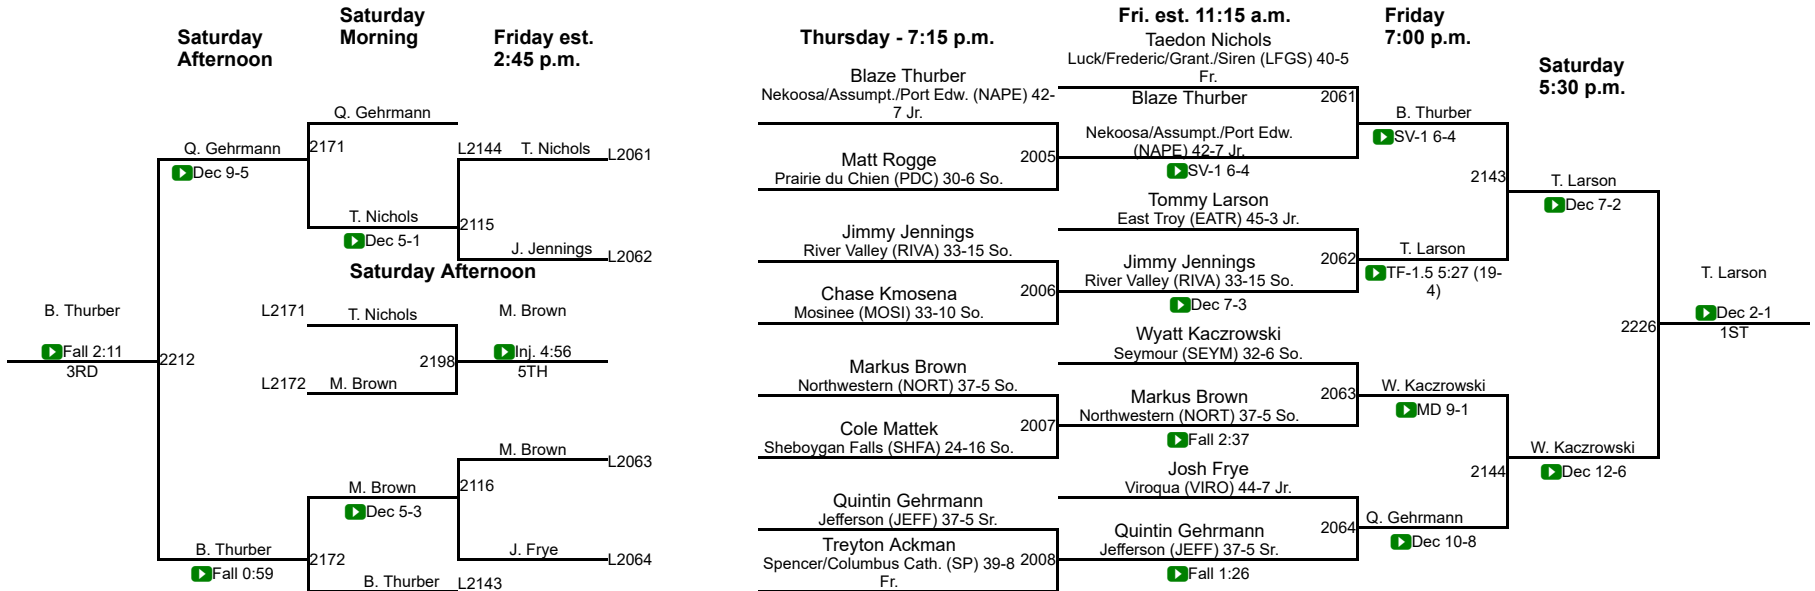 Saturday
Afternoon
Saturday
Morning
Friday est.
2:45 p.m.
Q. Gehrmann
Q. Gehrmann
2171
Dec 9-5
L2144
T. Nichols
L2061
T. Nichols
Dec 5-1
2115
J. Jennings
L2062
Saturday Afternoon
B. Thurber
L2171
T. Nichols
M. Brown
Fall 2:11
3RD
2212
2198
Inj. 4:56
5TH
L2172
M. Brown
M. Brown
L2063
M. Brown
2116
Dec 5-3
B. Thurber
Fall 0:59
2172
J. Frye
L2064
B. Thurber
L2143
Thursday - 7:15 p.m.
Blaze Thurber
Nekoosa/Assumpt./Port Edw. (NAPE) 42-
7 Jr.
Matt Rogge
Prairie du Chien (PDC) 30-6 So.
2005
Jimmy Jennings
River Valley (RIVA) 33-15 So.
Chase Kmosena
Mosinee (MOSI) 33-10 So.
2006
Markus Brown
Northwestern (NORT) 37-5 So.
Cole Mattek
Sheboygan Falls (SHFA) 24-16 So.
2007
Quintin Gehrmann
Jefferson (JEFF) 37-5 Sr.
Treyton Ackman
Spencer/Columbus Cath. (SP) 39-8
Fr.
2008
Fri. est. 11:15 a.m.
Taedon Nichols
Luck/Frederic/Grant./Siren (LFGS) 40-5
Fr.
Blaze Thurber
2061
Nekoosa/Assumpt./Port Edw.
(NAPE) 42-7 Jr.
SV-1 6-4
Tommy Larson
East Troy (EATR) 45-3 Jr.
Jimmy Jennings
2062
River Valley (RIVA) 33-15 So.
Dec 7-3
Wyatt Kaczrowski
Seymour (SEYM) 32-6 So.
Markus Brown
2063
Northwestern (NORT) 37-5 So.
Fall 2:37
Josh Frye
Viroqua (VIRO) 44-7 Jr.
Quintin Gehrmann
2064
Jefferson (JEFF) 37-5 Sr.
Fall 1:26
Friday
7:00 p.m.
B. Thurber
SV-1 6-4
2143
T. Larson
TF-1.5 5:27 (19-
4)
W. Kaczrowski
MD 9-1
2144
Q. Gehrmann
Dec 10-8
Saturday
5:30 p.m.
T. Larson
Dec 7-2
2226
W. Kaczrowski
Dec 12-6
T. Larson
Dec 2-1
1ST